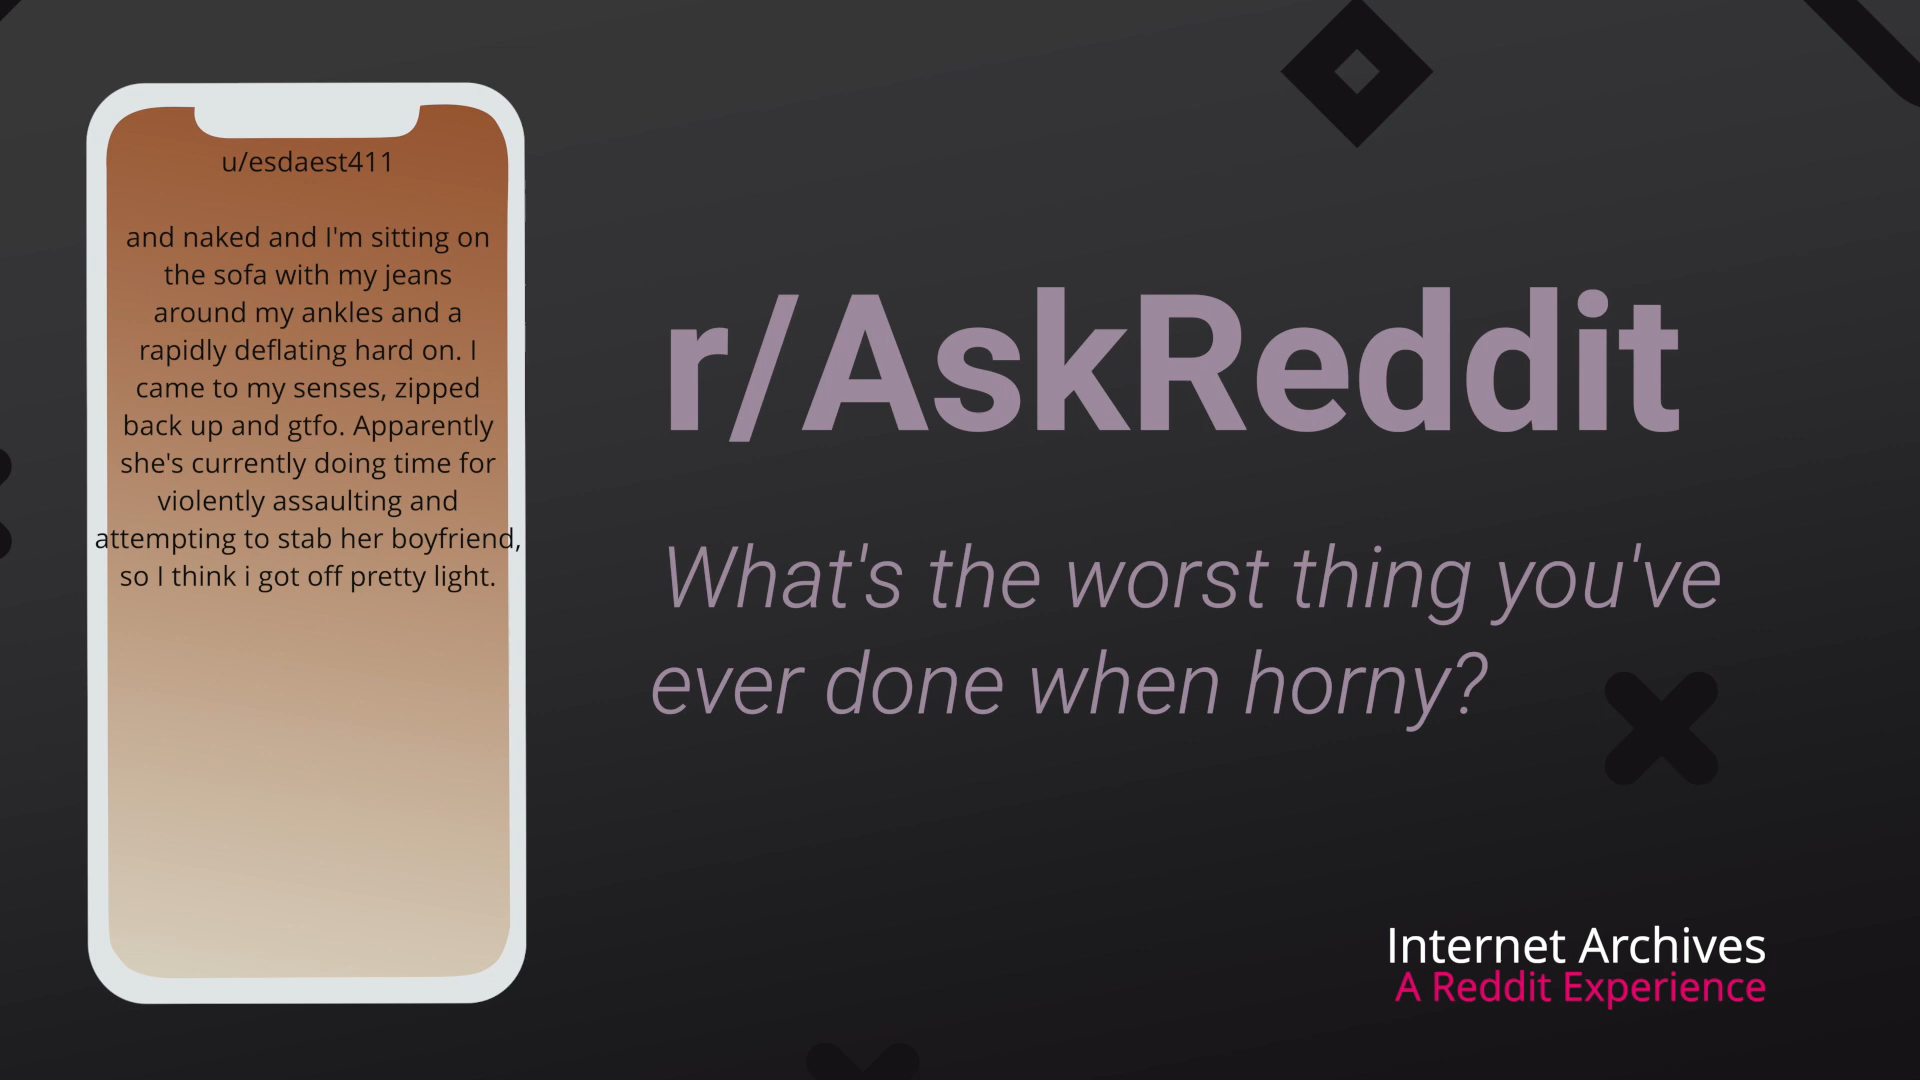 u/esdaest411
and naked and I'm sitting on
the sofa with my jeans
around my ankles and a
rapidly deflating hard on. I
came to my senses, zipped
back up and gtfo. Apparently
she's currently doing time for
violently assaulting and
attempting to stab her boyfriend,
so I think i got off pretty light.
r/AskReddit
What's the worst thing you've
ever done when horny?
Internet Archives
A Reddit Experience